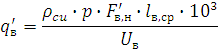 q′в = ρси · p · F′в,н · lв,ср · 10³ / Uв